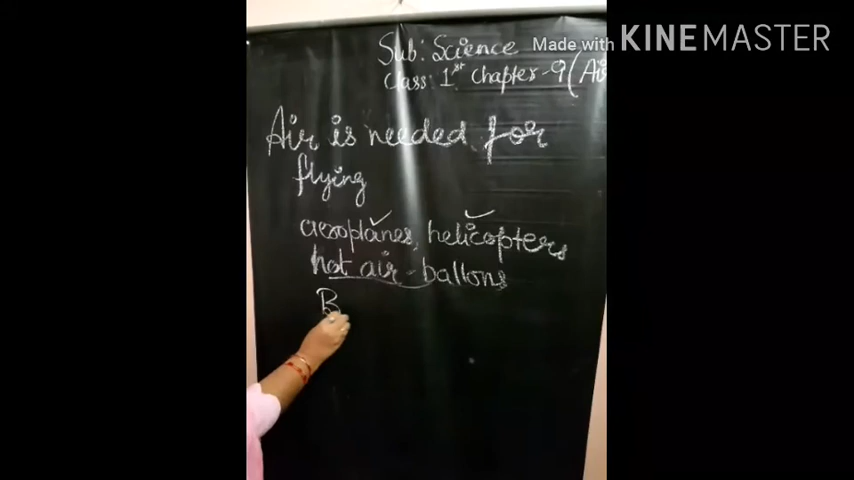 Sub: Science
Made with KINEMASTER
Class: 1st Chapter-9 (Air
Air is needed for
flying
aeroplanes, helicopters
hot air-ballons
B